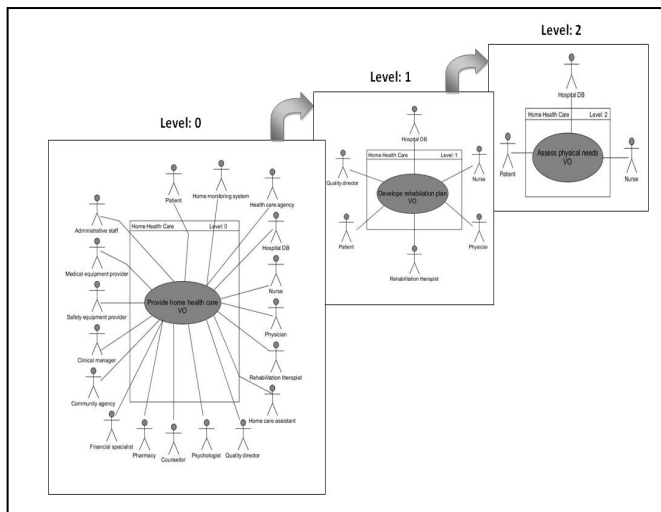 Level: 0
Patient
Home monitoring system
Health care agency
Administrative staff
Home Health Care Level: 0
Hospital DB
Medical equipment provider
Nurse
Safety equipment provider
Provide home health care
VO
Physician
Clinical manager
Rehabilitation therapist
Community agency
Home care assistant
Financial specialist
Pharmacy
Counsellor
Psychologist
Quality director
Level: 1
Hospital DB
Home Health Care Level: 1
Quality director
Nurse
Develope rehabiliation plan
VO
Patient
Physician
Rehabilitation therapist
Level: 2
Hospital DB
Home Health Care Level: 2
Assess physical needs
VO
Patient
Nurse